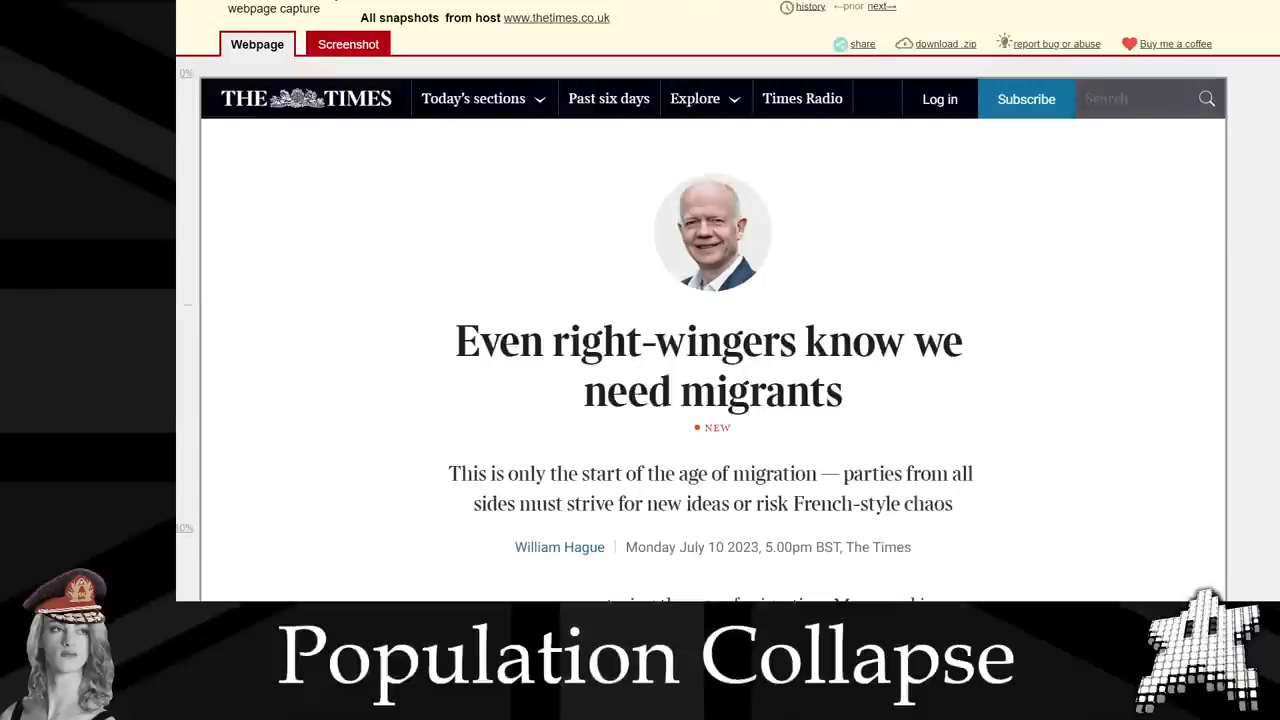 webpage capture
All snapshots from host www.thetimes.co.uk
history ←prior next→
Webpage Screenshot
share download .zip report bug or abuse Buy me a coffee
0%
THE TIMES Today's sections Past six days Explore Times Radio Log in Subscribe Search
Even right-wingers know we
need migrants
NEW
This is only the start of the age of migration — parties from all
sides must strive for new ideas or risk French-style chaos
10%
William Hague Monday July 10 2023, 5.00pm BST, The Times
Population Collapse